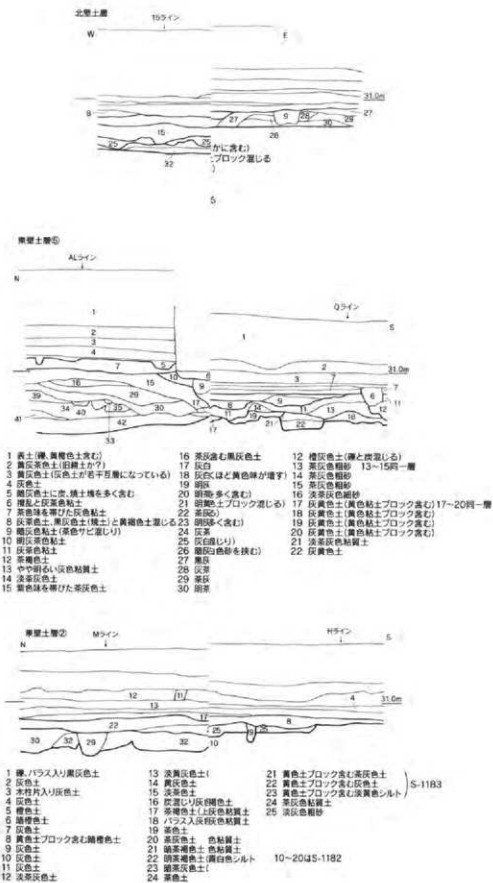 北壁土層
15ライン
W
E
31.0m
8 27 9 28 29 27
30
28
15
25 25
32
かに含む)
ブロック混じる
)
東壁土層⑥
ALライン
N
Qライン
S
1
1
2
2
3
3
4
31.0m
7
5
16 15 10
39 29 9 6
34 40 35 30 17
41 42
33
17
1 表土(礫、黄橙色土含む)
2 黄灰茶色土(旧耕土か?)
3 黄灰色土(灰色土が若干互層になっている)
4 灰色土
5 暗灰色土に炭、焼土塊を多く含む
6 撹乱と灰茶色粘土
7 茶色味を帯びた灰色粘土
8 灰茶色土、黒灰色土(焼土)と黄褐色土混じる
9 暗灰色粘土(茶色サビ混じり)
10 明灰茶色粘土
11 灰茶色粘土
12 茶褐色土
13 やや明るい灰色粘質土
14 淡茶灰色土
15 紫色味を帯びた茶灰色土
16 茶灰含む黒灰色土
17 灰白
18 灰白くほど黄色味が増す)
19 明灰
20 を多く含む)
21 色土ブロック混じる)
22 茶灰
23 多く含む)
24 灰茶
25 混じり)
26 白色砂を挟む)
27 黒灰
28 灰茶
29 茶灰
30 明茶
12 橙灰色土(礫と炭混じる)
13 茶灰色粗砂 13~15同一層
14 茶灰色粗砂
15 茶灰色粗砂
16 淡茶灰色細砂
17 灰黄色土(黄色粘土ブロック含む)17~20同一層
18 灰黄色土(黄色粘土ブロック含む)
19 灰黄色土(黄色粘土ブロック含む)
20 灰黄色土(黄色粘土ブロック含む)
21 淡茶灰色粘質土
22 灰黄色土
東壁土層②
N
Mライン
Hライン
S
12 11 4 31.0m
13
17
22 8
30 32 29 32 25 25
10
1 礫、バラス入り黒灰色土
2 灰色土
3 木柱片入り灰色土
4 灰色土
5 橙色土
6 暗橙色土
7 灰色土
8 黄色土ブロック含む暗橙色土
9 灰色土
10 灰色土
11 灰色土
12 淡茶灰色土
13 淡黄灰色土(
14 黄灰色土
15 淡茶色土
16 炭混じり灰褐色土
17 茶褐色土(上灰色粘質土
18 バラス入灰色粘質土
19 茶色土
20 茶灰色土 色粘質土
21 暗茶褐色土 色粘質土
22 明茶褐色土(黄白色シルト 10~20はS-1182
23 暗茶灰色土(
24 茶色土
21 黄色土ブロック含む茶灰色土
22 黄色土ブロック含む灰色土 S-1183
23 黄色土ブロック含む淡黄色シルト
24 茶灰色粘質土
25 淡灰色粗砂